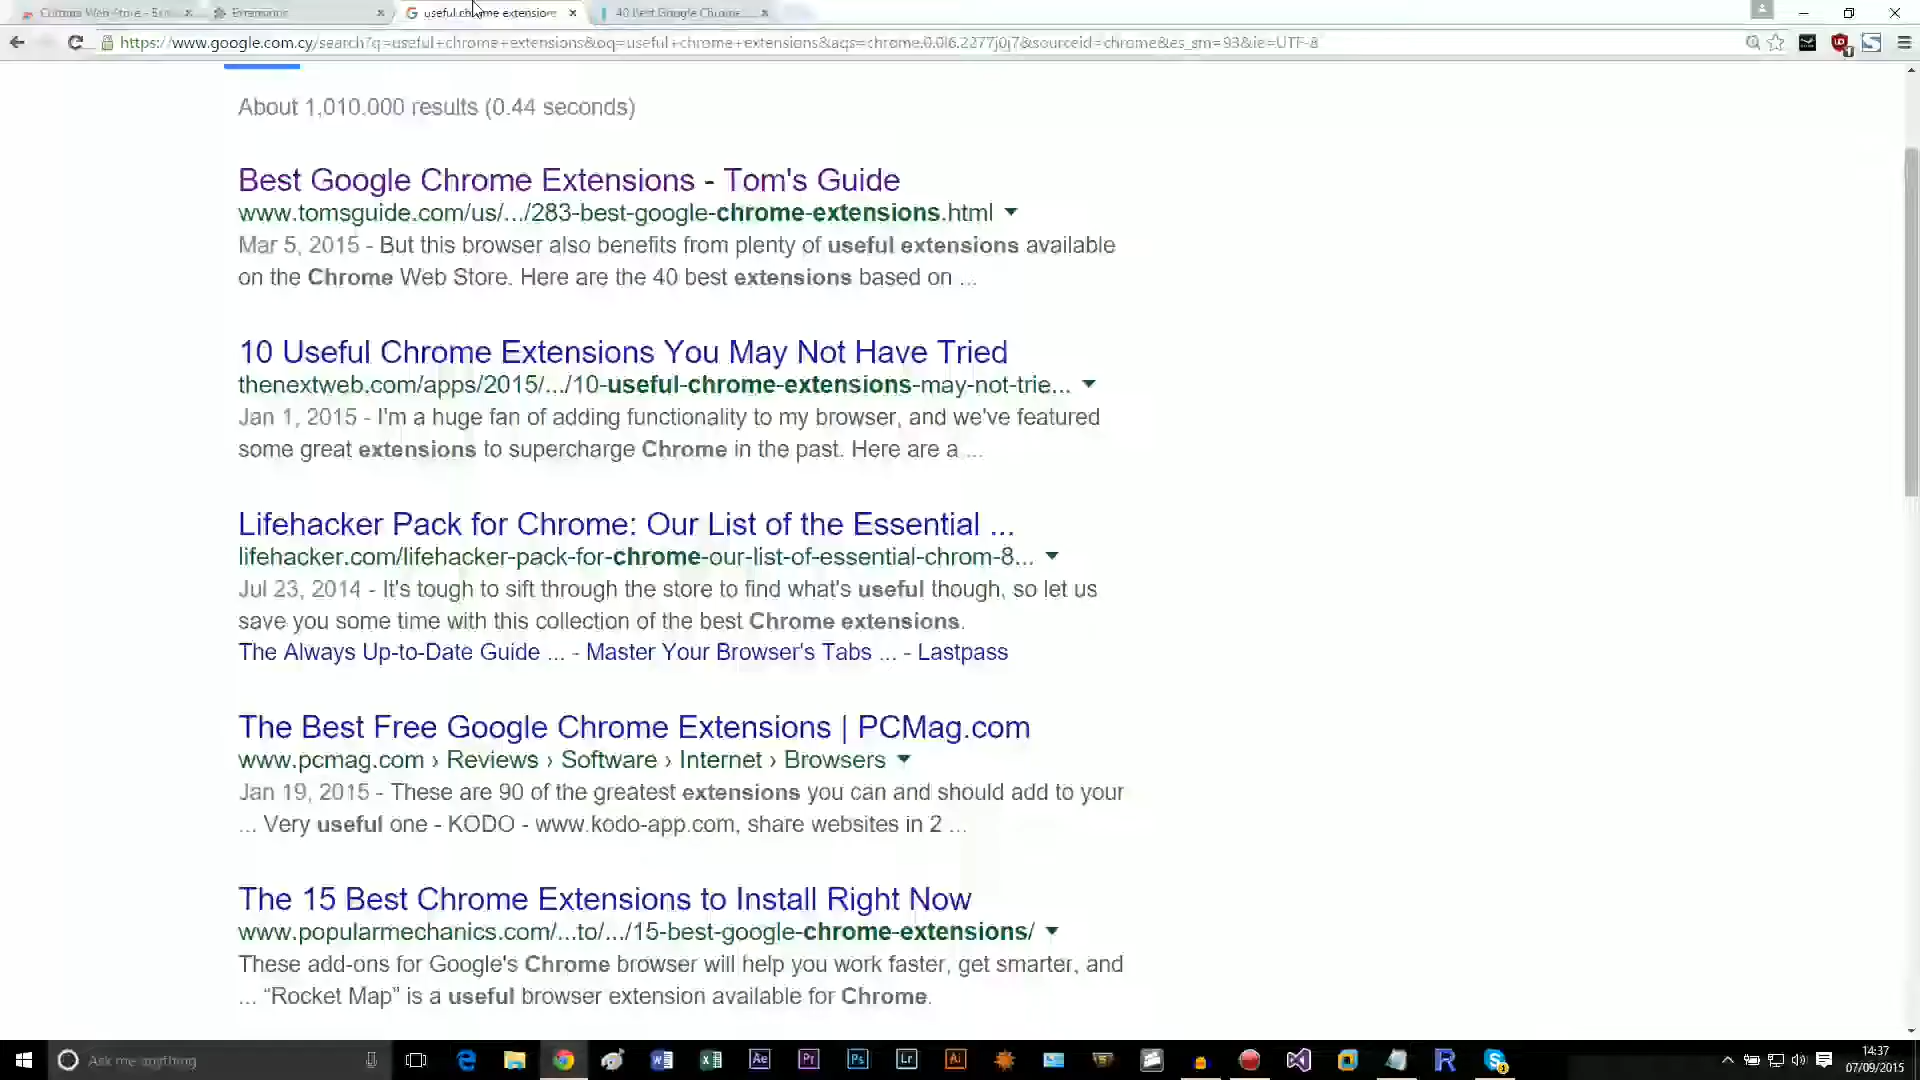 Extensions
useful chrome extensions
40 Best Google Chrome
https://www.google.com.cy/search?q=useful+chrome+extensions&oq=useful+chrome+extensions&aqs=chrome.0.0l6.2277j0j7&sourceid=chrome&es_sm=93&ie=UTF-8
About 1,010,000 results (0.44 seconds)
Best Google Chrome Extensions - Tom's Guide
www.tomsguide.com/us/.../283-best-google-chrome-extensions.html
Mar 5, 2015 - But this browser also benefits from plenty of useful extensions available
on the Chrome Web Store. Here are the 40 best extensions based on ...
10 Useful Chrome Extensions You May Not Have Tried
thenextweb.com/apps/2015/.../10-useful-chrome-extensions-may-not-trie...
Jan 1, 2015 - I'm a huge fan of adding functionality to my browser, and we've featured
some great extensions to supercharge Chrome in the past. Here are a ...
Lifehacker Pack for Chrome: Our List of the Essential ...
lifehacker.com/lifehacker-pack-for-chrome-our-list-of-essential-chrom-8...
Jul 23, 2014 - It's tough to sift through the store to find what's useful though, so let us
save you some time with this collection of the best Chrome extensions.
The Always Up-to-Date Guide ... - Master Your Browser's Tabs ... - Lastpass
The Best Free Google Chrome Extensions | PCMag.com
www.pcmag.com › Reviews › Software › Internet › Browsers
Jan 19, 2015 - These are 90 of the greatest extensions you can and should add to your
... Very useful one - KODO - www.kodo-app.com, share websites in 2 ...
The 15 Best Chrome Extensions to Install Right Now
www.popularmechanics.com/...to/.../15-best-google-chrome-extensions/
These add-ons for Google's Chrome browser will help you work faster, get smarter, and
... “Rocket Map” is a useful browser extension available for Chrome.
Ask me anything
Ae Pr Ps Lr Ai
14:37
07/09/2015